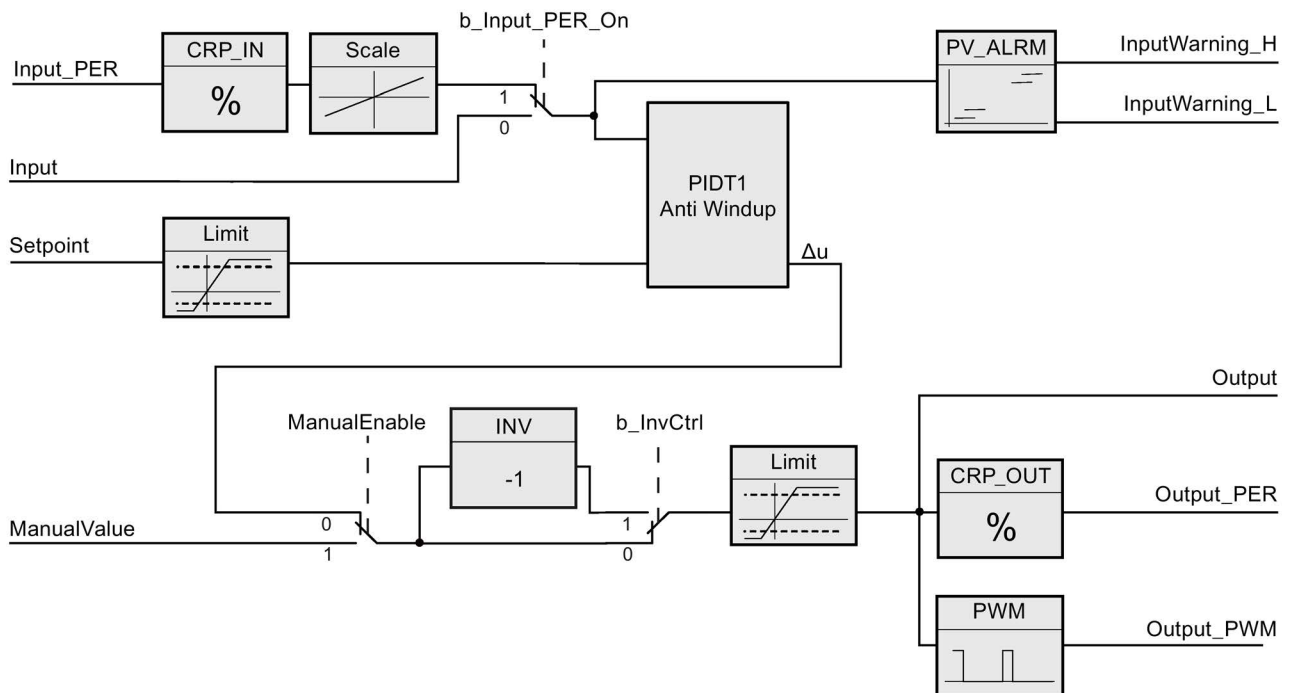 b_Input_PER_On
Input_PER
CRP_IN
%
Scale
1
0
PV_ALRM
InputWarning_H
InputWarning_L
Input
PIDT1
Anti Windup
Setpoint
Limit
Δu
Output
ManualEnable
INV
-1
b_InvCtrl
Limit
CRP_OUT
%
Output_PER
0
1
1
0
ManualValue
PWM
Output_PWM